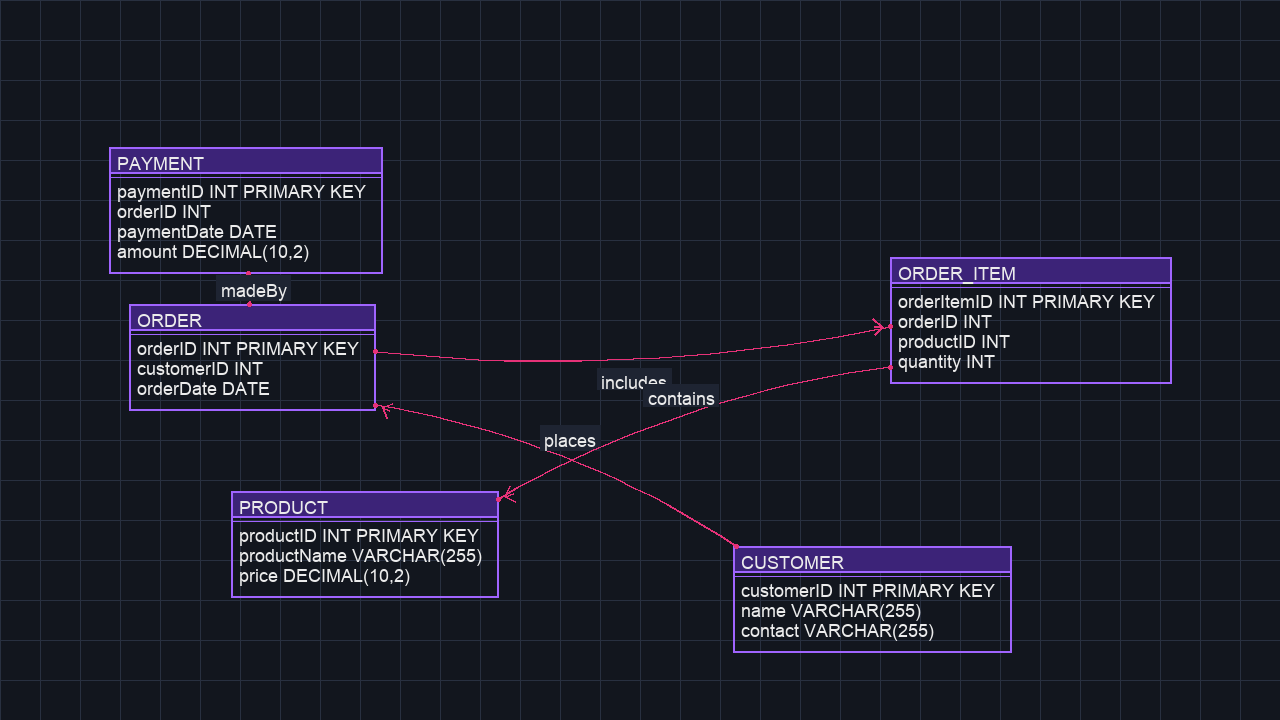 PAYMENT
paymentID INT PRIMARY KEY
orderID INT
paymentDate DATE
amount DECIMAL(10,2)
madeBy
ORDER
orderID INT PRIMARY KEY
customerID INT
orderDate DATE
ORDER_ITEM
orderItemID INT PRIMARY KEY
orderID INT
productID INT
quantity INT
includes
contains
places
PRODUCT
productID INT PRIMARY KEY
productName VARCHAR(255)
price DECIMAL(10,2)
CUSTOMER
customerID INT PRIMARY KEY
name VARCHAR(255)
contact VARCHAR(255)